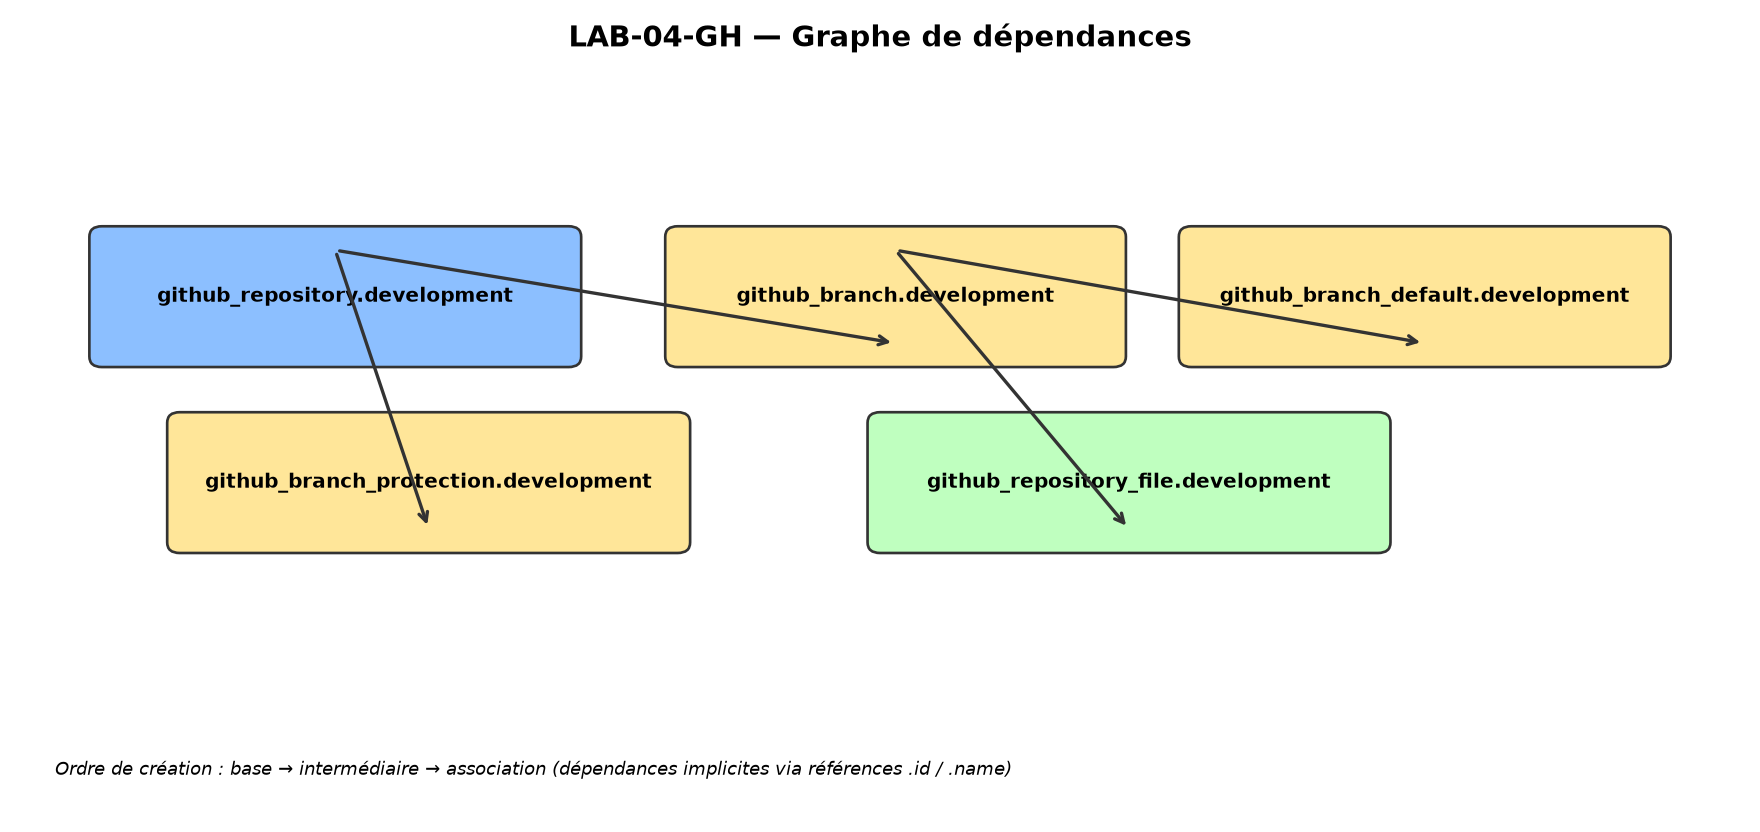 LAB-04-GH — Graphe de dépendances
github_repository.development
github_branch.development
github_branch_default.development
github_branch_protection.development
github_repository_file.development
Ordre de création : base → intermédiaire → association (dépendances implicites via références .id / .name)